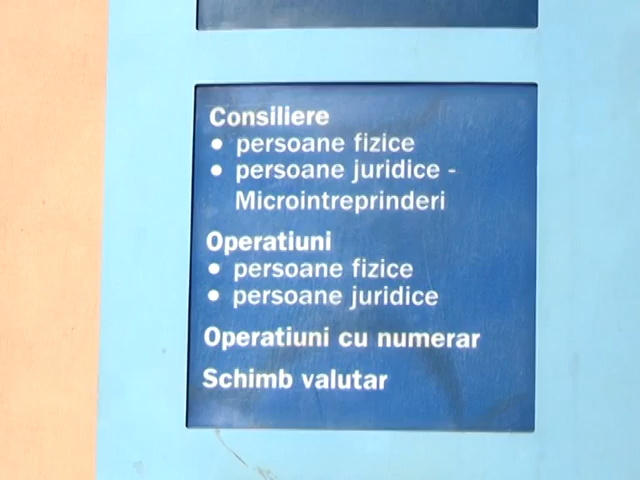 Consiliere
• persoane fizice
• persoane juridice -
Microintreprinderi
Operatiuni
• persoane fizice
• persoane juridice
Operatiuni cu numerar
Schimb valutar